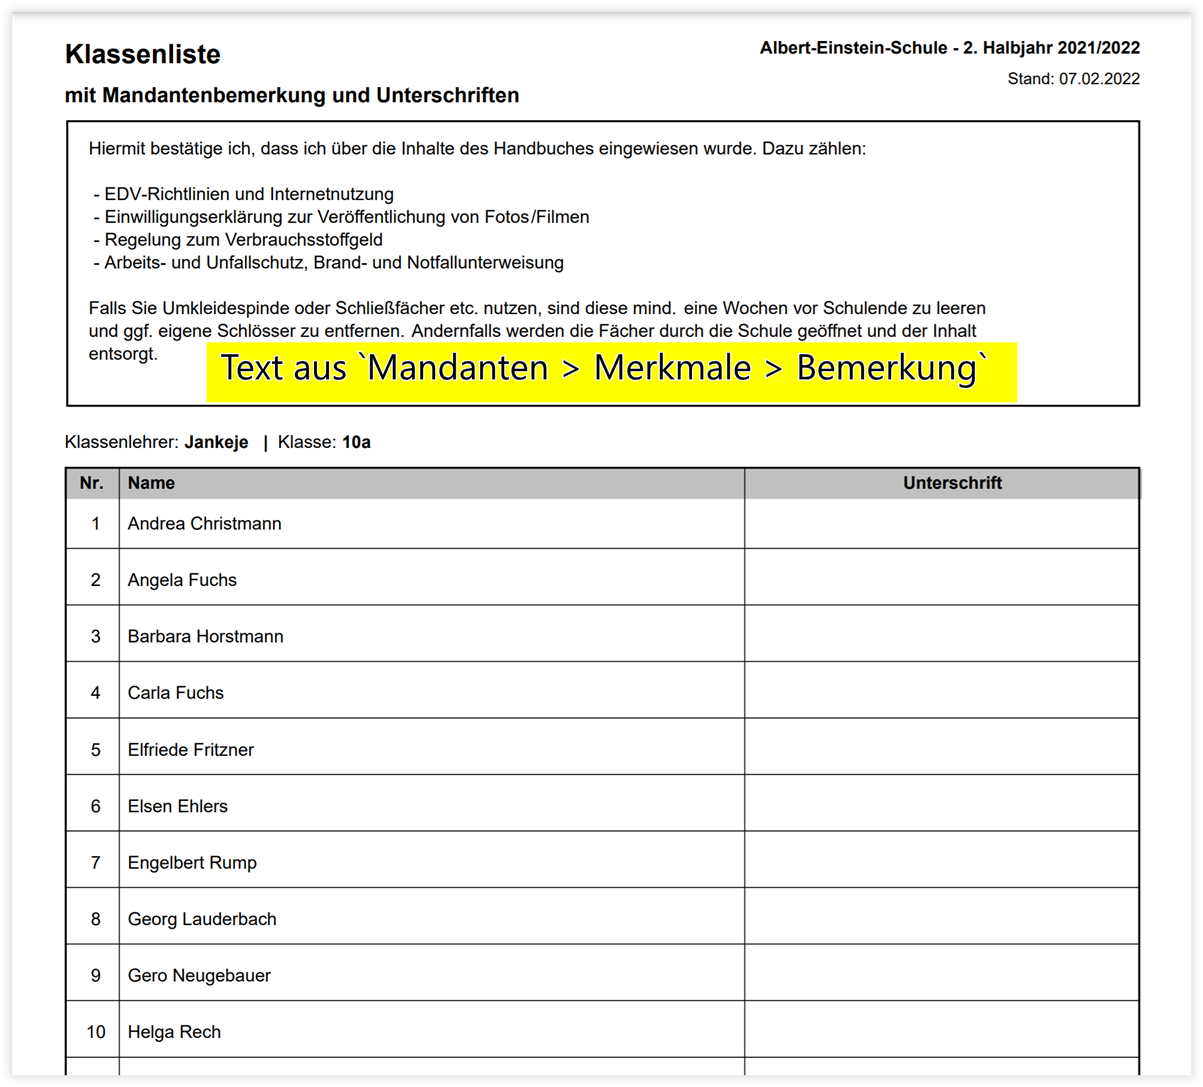 Klassenliste
Albert-Einstein-Schule - 2. Halbjahr 2021/2022
Stand: 07.02.2022
mit Mandantenbemerkung und Unterschriften
Hiermit bestätige ich, dass ich über die Inhalte des Handbuches eingewiesen wurde. Dazu zählen:
- EDV-Richtlinien und Internetnutzung
- Einwilligungserklärung zur Veröffentlichung von Fotos/Filmen
- Regelung zum Verbrauchsstoffgeld
- Arbeits- und Unfallschutz, Brand- und Notfallunterweisung
Falls Sie Umkleidespinde oder Schließfächer etc. nutzen, sind diese mind. eine Wochen vor Schulende zu leeren
und ggf. eigene Schlösser zu entfernen. Andernfalls werden die Fächer durch die Schule geöffnet und der Inhalt
entsorgt.
Text aus `Mandanten > Merkmale > Bemerkung`
Klassenlehrer: Jankeje | Klasse: 10a
Nr. Name Unterschrift
1 Andrea Christmann
2 Angela Fuchs
3 Barbara Horstmann
4 Carla Fuchs
5 Elfriede Fritzner
6 Elsen Ehlers
7 Engelbert Rump
8 Georg Lauderbach
9 Gero Neugebauer
10 Helga Rech